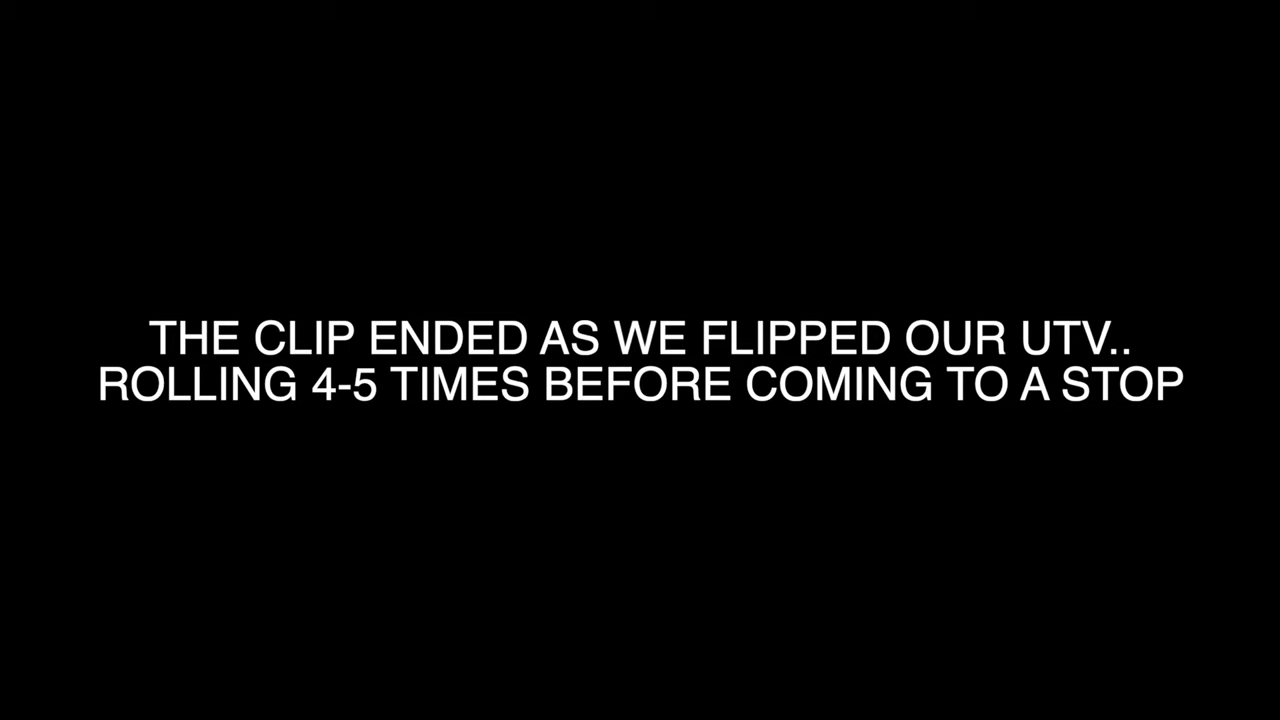 THE CLIP ENDED AS WE FLIPPED OUR UTV..
ROLLING 4-5 TIMES BEFORE COMING TO A STOP